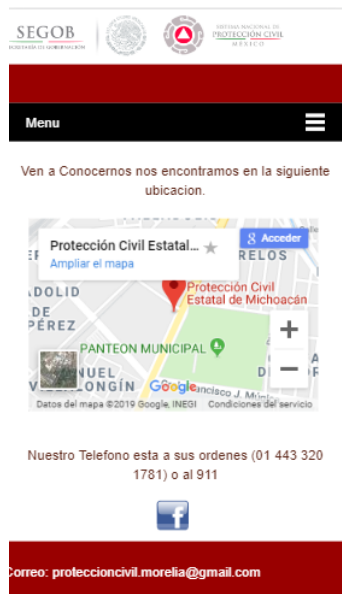 SEGOB
SECRETARÍA DE GOBERNACIÓN
SISTEMA NACIONAL DE
PROTECCIÓN CIVIL
MÉXICO
Menu
Ven a Conocernos nos encontramos en la siguiente
ubicacion.
Protección Civil Estatal...
Ampliar el mapa
Acceder
RELOS
Protección Civil
Estatal de Michoacán
DOLID
DE
PÉREZ
PANTEON MUNICIPAL
NUEL
Google
ancisco J.
Datos del mapa ©2019 Google, INEGI
Condiciones del servicio
Nuestro Telefono esta a sus ordenes (01 443 320
1781) o al 911
Correo: proteccioncivil.morelia@gmail.com